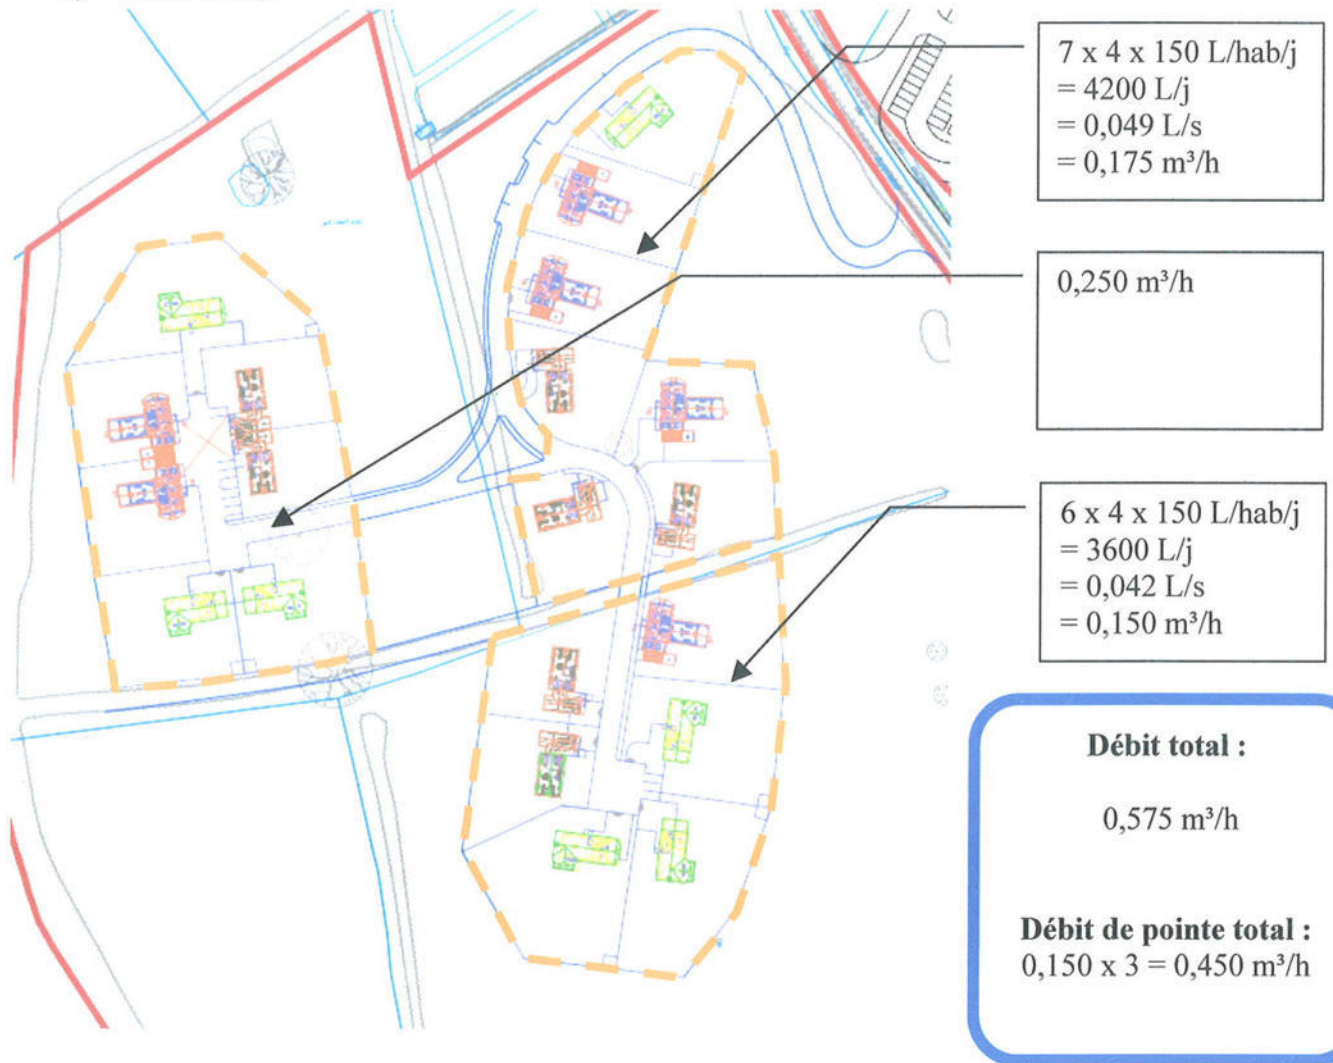 7 x 4 x 150 L/hab/j
= 4200 L/j
= 0,049 L/s
= 0,175 m³/h
0,250 m³/h
6 x 4 x 150 L/hab/j
= 3600 L/j
= 0,042 L/s
= 0,150 m³/h
Débit total :
0,575 m³/h
Débit de pointe total :
0,150 x 3 = 0,450 m³/h